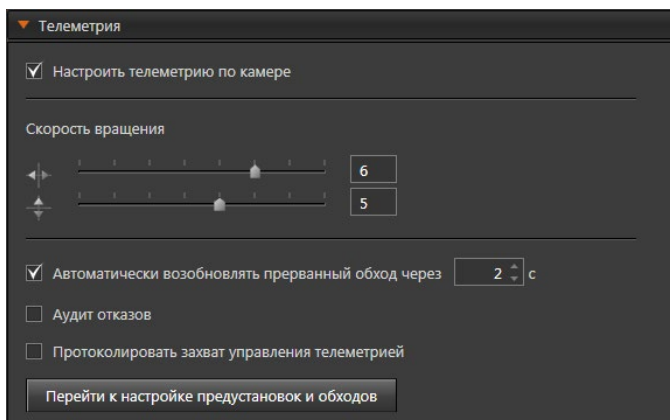 Телеметрия
Настроить телеметрию по камере
Скорость вращения
6
5
Автоматически возобновлять прерванный обход через 2 с
Аудит отказов
Протоколировать захват управления телеметрией
Перейти к настройке предустановок и обходов